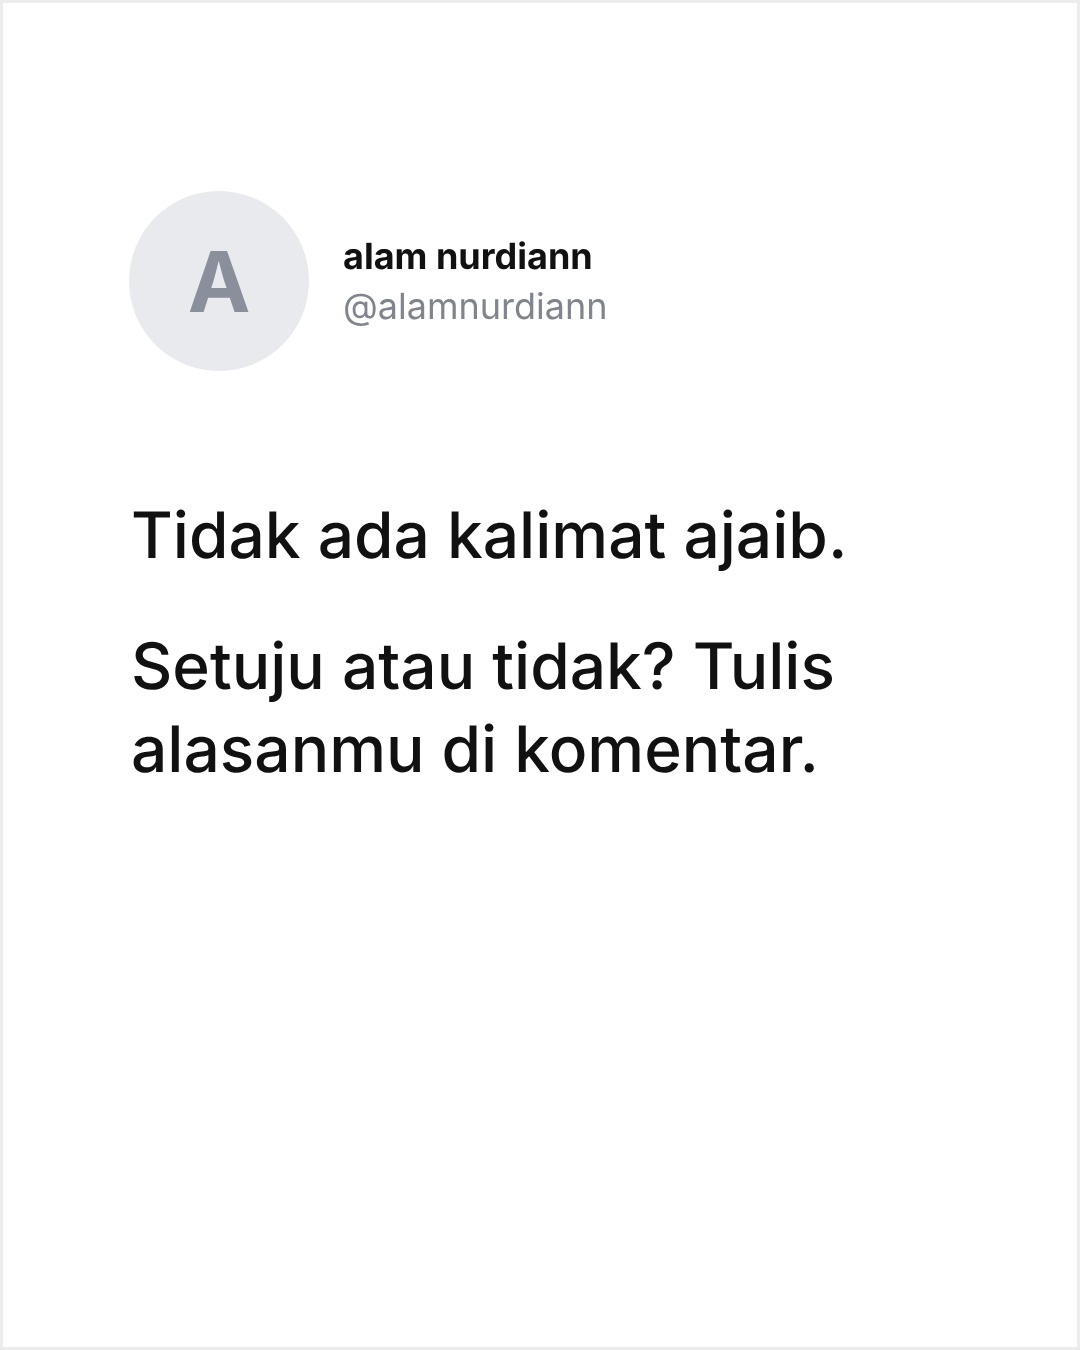 A
alam nurdiann
@alamnurdiann
Tidak ada kalimat ajaib.
Setuju atau tidak? Tulis
alasanmu di komentar.